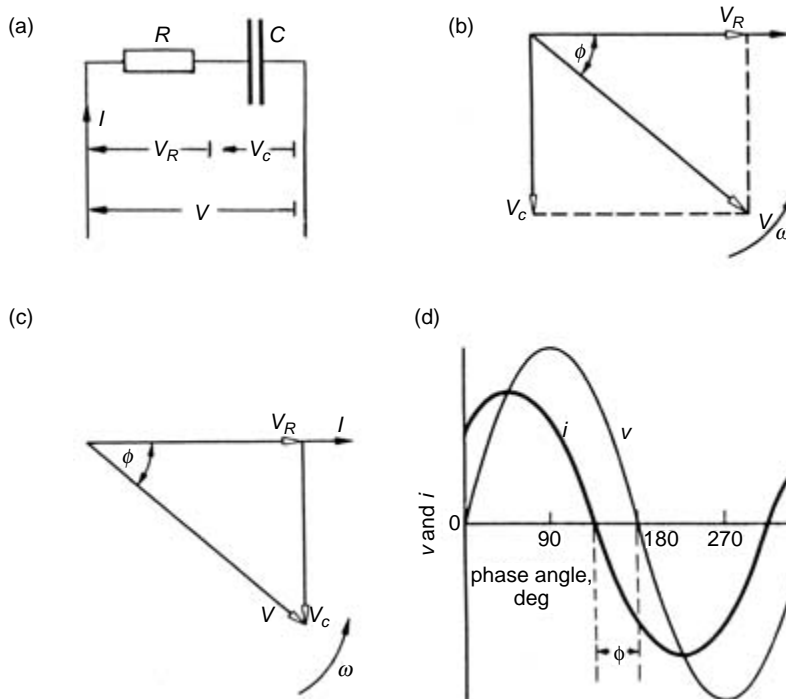 (a)
R
C
I
V_R
V_c
V
(b)
V_R
ϕ
V_c
V
ω
(c)
V_R
I
ϕ
V
V_c
ω
(d)
v and i
i
v
0
90
180
270
phase angle,
deg
ϕ